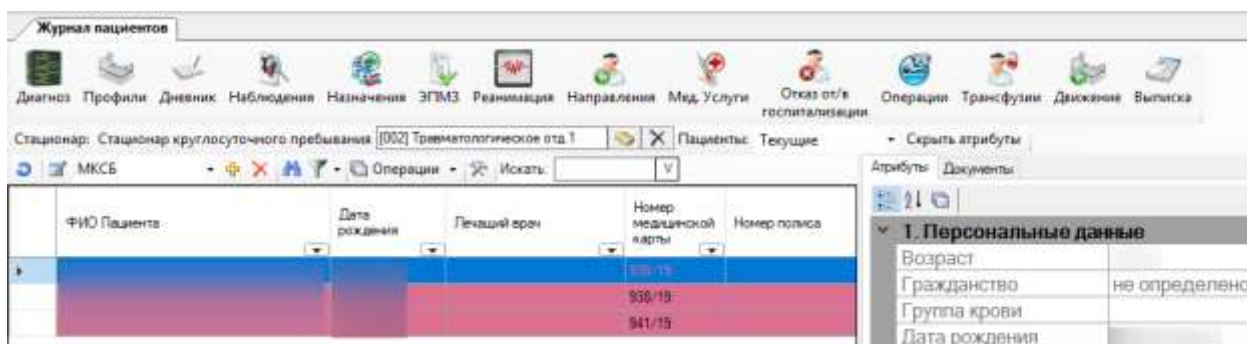 Журнал пациентов
Диагноз Профили Дневник Наблюдения Назначения ЭПМЗ Реанимация Направления Мед. Услуги Отказ от/в госпитализации Операции Трансфузии Движение Выписка
Стационар: Стационар круглосуточного пребывания [002] Травматологическое отд.1 Пациенты: Текущие Скрыть атрибуты
МКСБ Операции Искать: Атрибуты Документы
ФИО Пациента Дата рождения Лечащий врач Номер медицинской карты Номер полиса
1. Персональные данные
Возраст
Гражданство не определено
938/19
Группа крови
941/19
Дата рождения